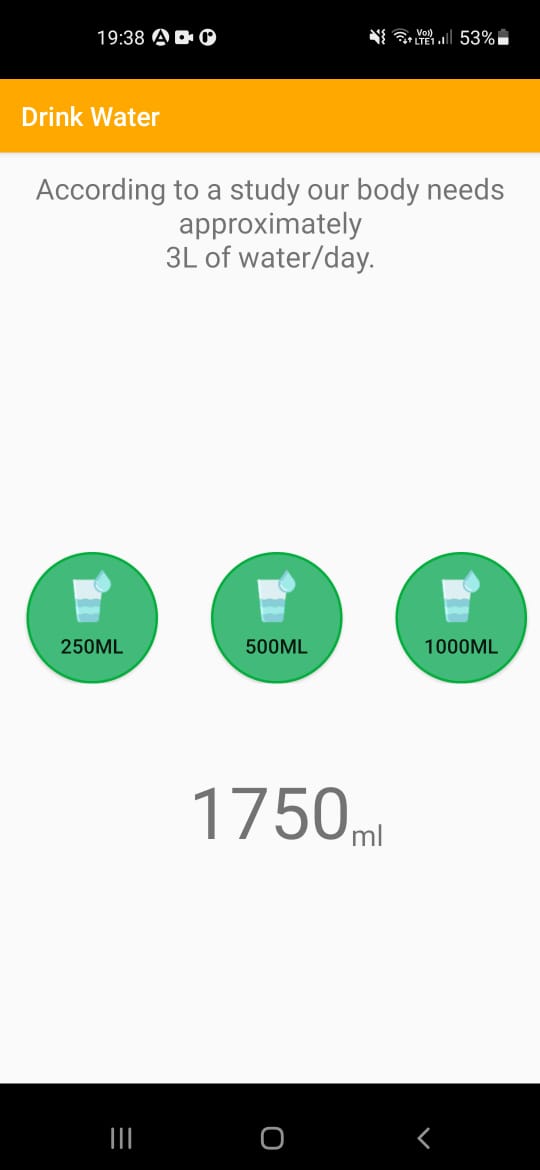 19:38 Vo)) LTE1 53%
Drink Water
According to a study our body needs
approximately
3L of water/day.
250ML 500ML 1000ML
1750ml